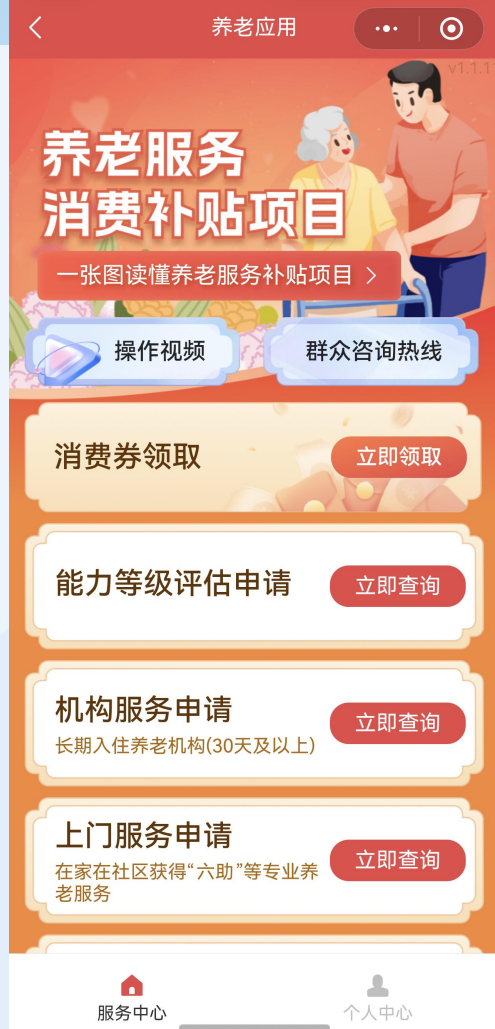 养老应用
v1.1.1
养老服务
消费补贴项目
一张图读懂养老服务补贴项目 >
操作视频
群众咨询热线
消费券领取
立即领取
能力等级评估申请
立即查询
机构服务申请
长期入住养老机构(30天及以上)
立即查询
上门服务申请
在家在社区获得“六助”等专业养
老服务
立即查询
服务中心
个人中心